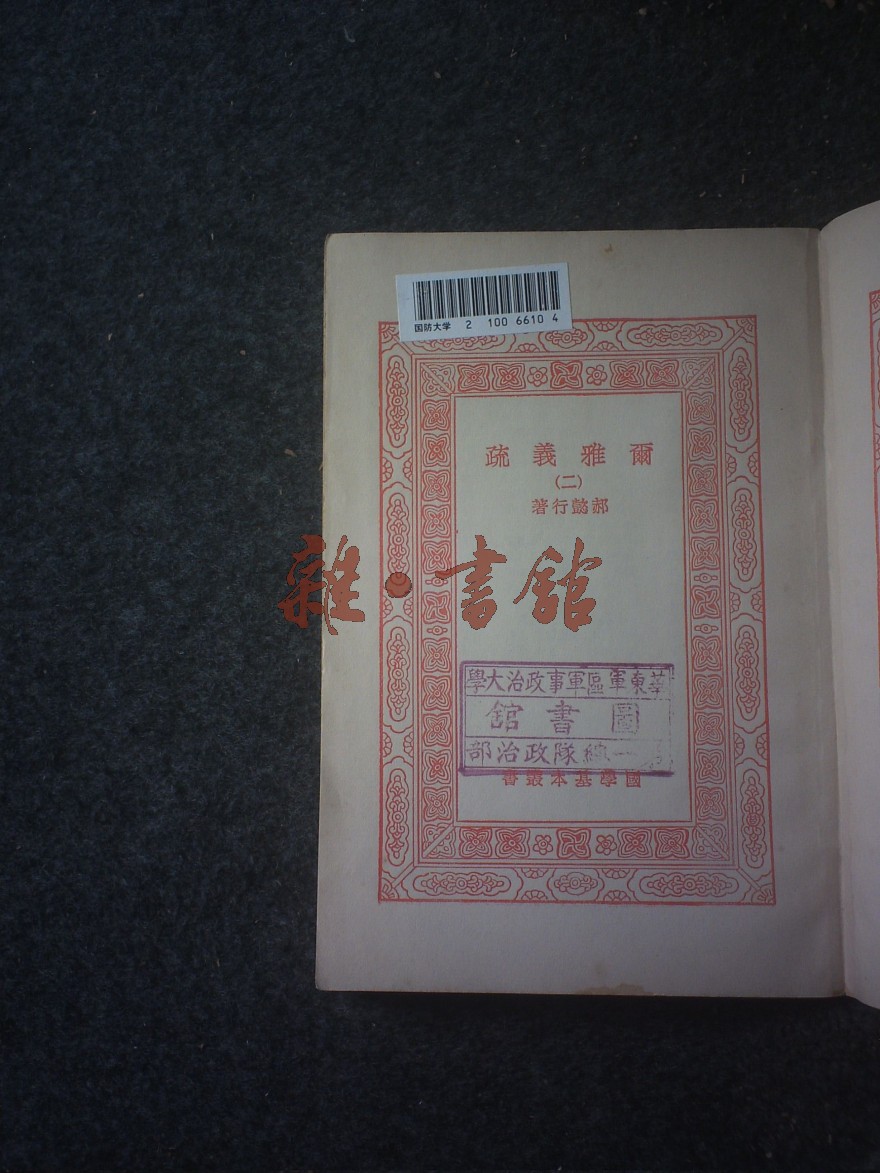 国防大学 2 100 6610 4
爾雅義疏
(二)
郝懿行著
雜·書館
華東軍區軍事政治大學
圖書館
一總隊政治部
國學基本叢書